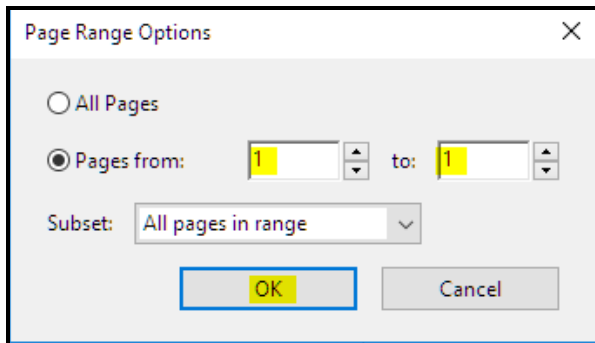 Page Range Options
All Pages
Pages from: 1 to: 1
Subset: All pages in range
OK Cancel